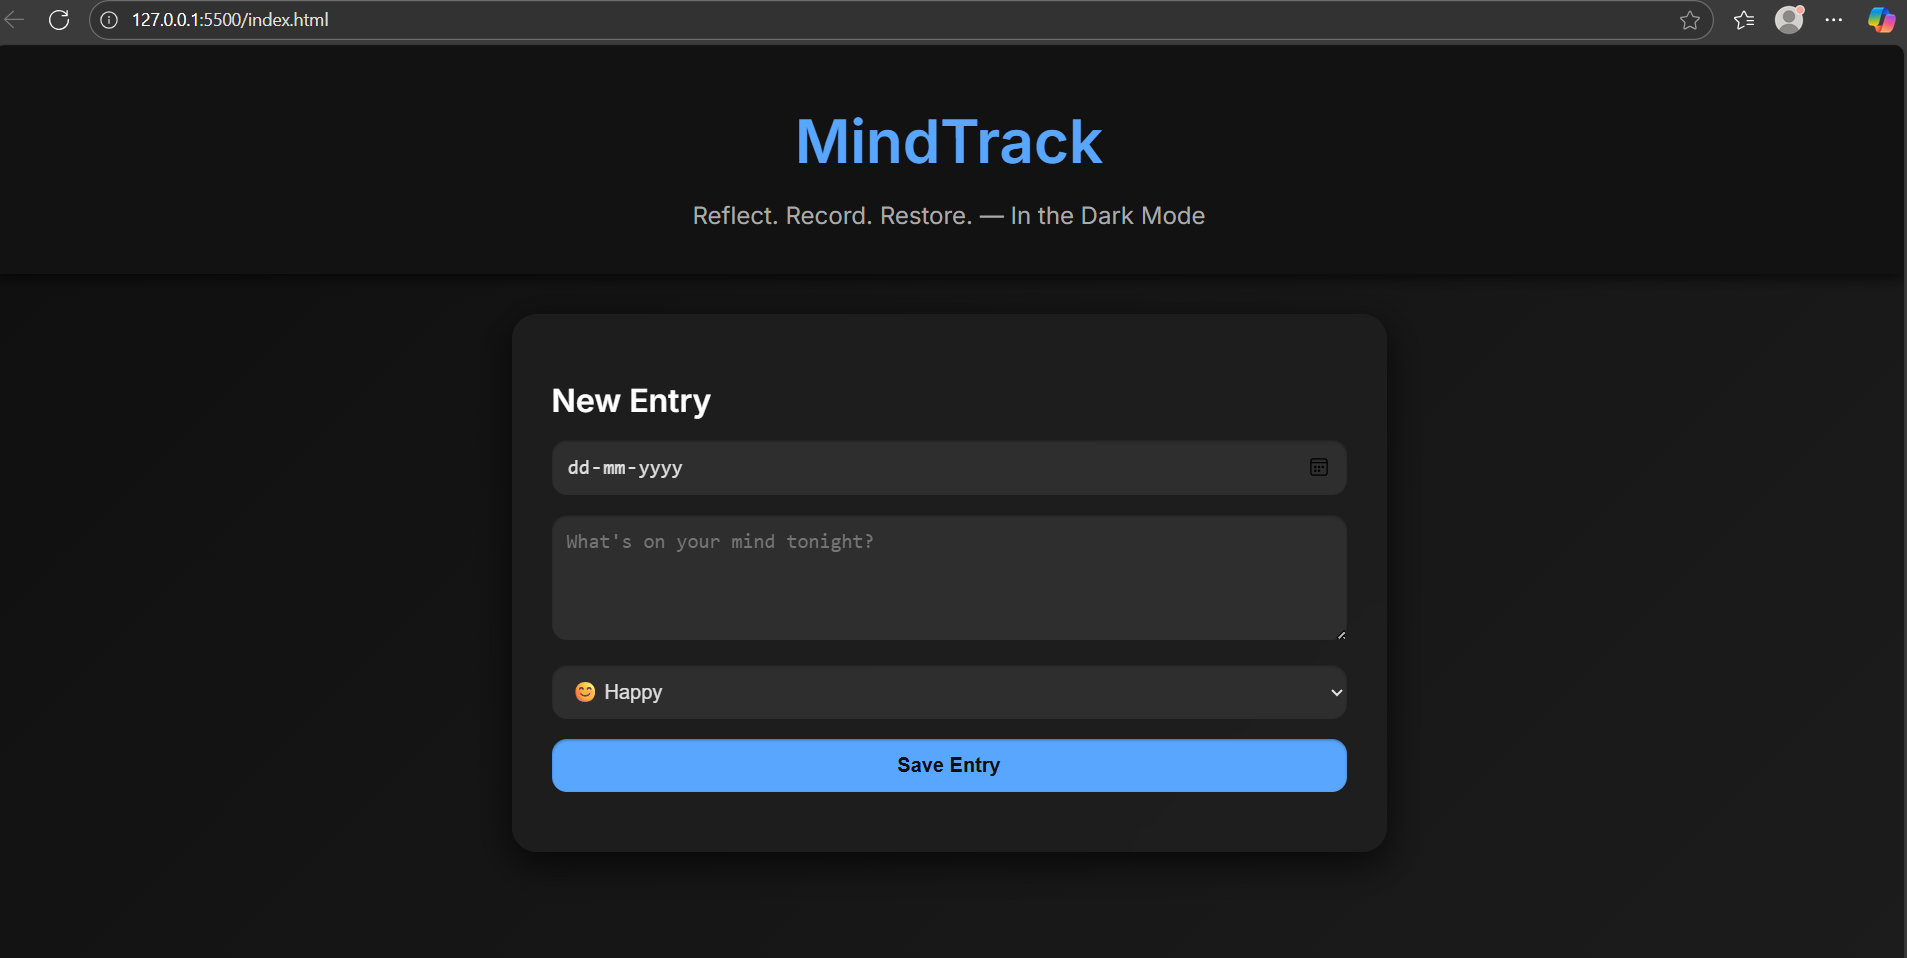 127.0.0.1:5500/index.html
MindTrack
Reflect. Record. Restore. — In the Dark Mode
New Entry
dd-mm-yyyy
What's on your mind tonight?
😊 Happy
Save Entry